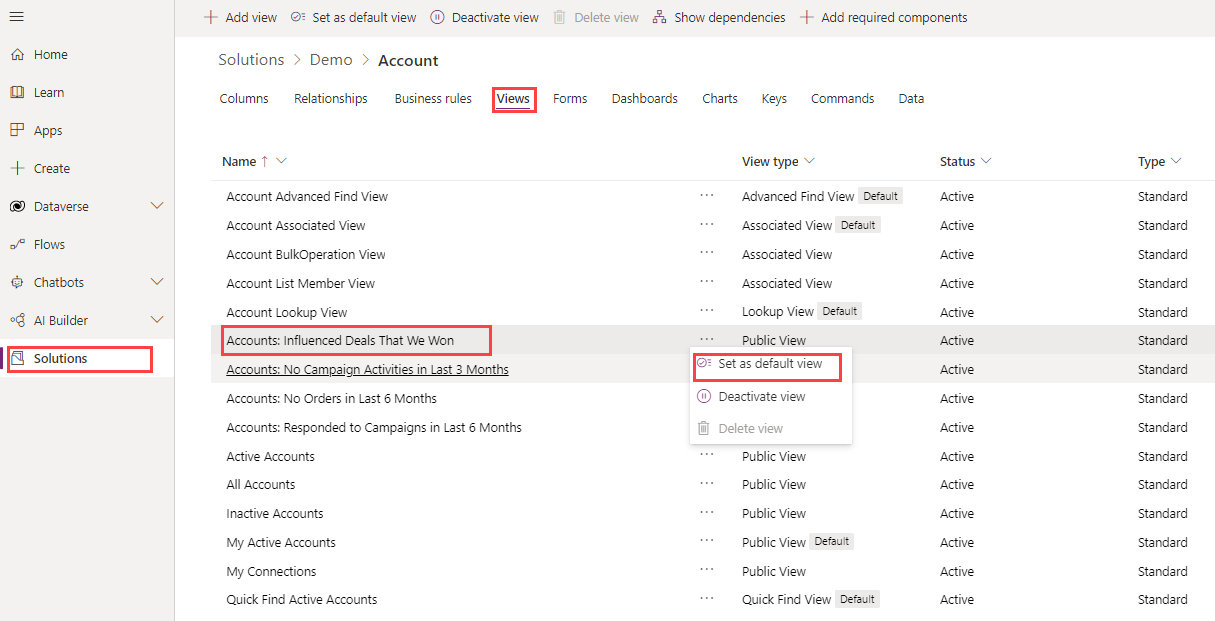 Add view Set as default view Deactivate view Delete view Show dependencies Add required components
Home
Learn
Apps
Create
Dataverse
Flows
Chatbots
AI Builder
Solutions
Solutions > Demo > Account
Columns Relationships Business rules Views Forms Dashboards Charts Keys Commands Data
Name ↑ View type Status Type
Account Advanced Find View ... Advanced Find View Default Active Standard
Account Associated View ... Associated View Default Active Standard
Account BulkOperation View ... Associated View Active Standard
Account List Member View ... Associated View Active Standard
Account Lookup View ... Lookup View Default Active Standard
Accounts: Influenced Deals That We Won ... Public View Active Standard
Accounts: No Campaign Activities in Last 3 Months Active Standard
Accounts: No Orders in Last 6 Months Active Standard
Accounts: Responded to Campaigns in Last 6 Months Active Standard
Set as default view
Deactivate view
Delete view
Active Accounts ... Public View Active Standard
All Accounts ... Public View Active Standard
Inactive Accounts ... Public View Active Standard
My Active Accounts ... Public View Default Active Standard
My Connections ... Public View Active Standard
Quick Find Active Accounts ... Quick Find View Default Active Standard